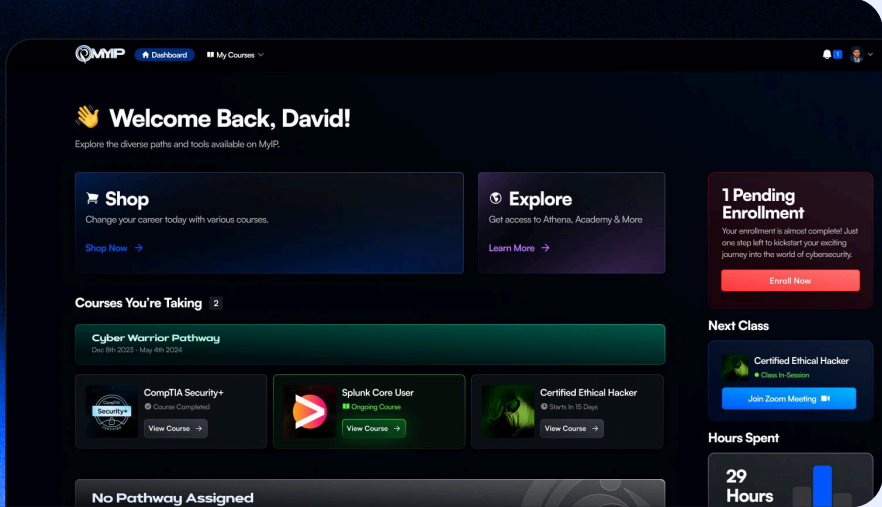 MYIP
Dashboard
My Courses
1
Welcome Back, David!
Explore the diverse paths and tools available on MyIP.
Shop
Change your career today with various courses.
Shop Now →
Explore
Get access to Athena, Academy & More
Learn More →
1 Pending
Enrollment
Your enrollment is almost complete! Just
one step left to kickstart your exciting
journey into the world of cybersecurity.
Enroll Now
Courses You're Taking 2
Cyber Warrior Pathway
Dec 8th 2023 - May 4th 2024
CompTIA
Security+
CERTIFIED
CompTIA Security+
Course Completed
View Course →
Splunk Core User
Ongoing Course
View Course →
Certified Ethical Hacker
Starts In 15 Days
View Course →
Next Class
Certified Ethical Hacker
Class In-Session
Join Zoom Meeting
Hours Spent
29
Hours
No Pathway Assigned